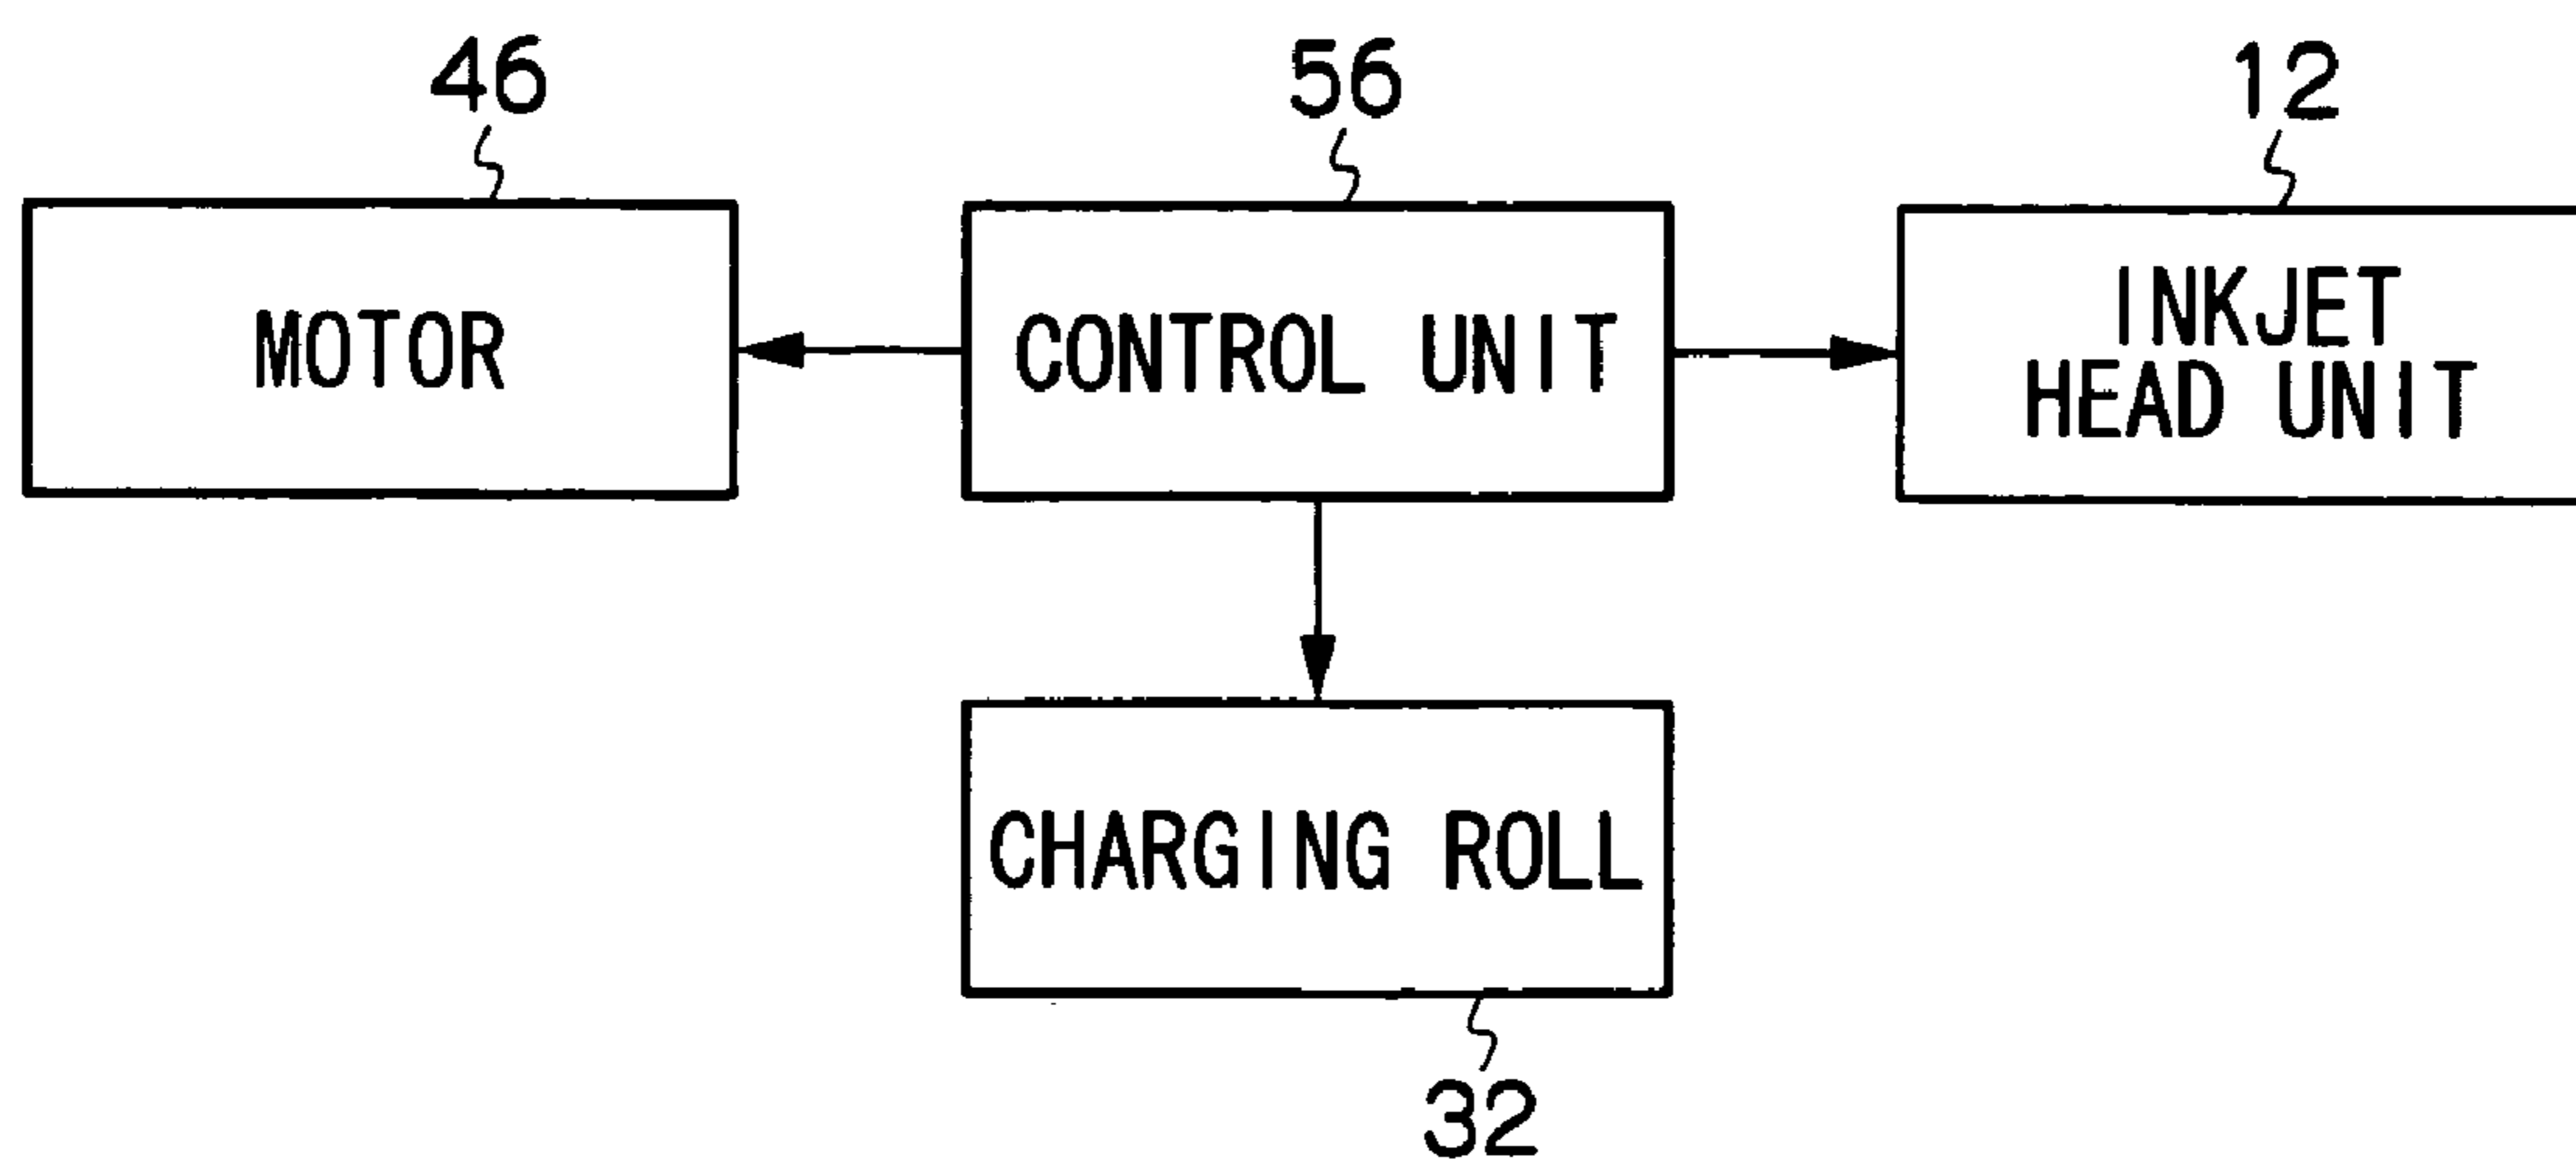 46
56
12
MOTOR
CONTROL UNIT
INKJET
HEAD UNIT
CHARGING ROLL
32